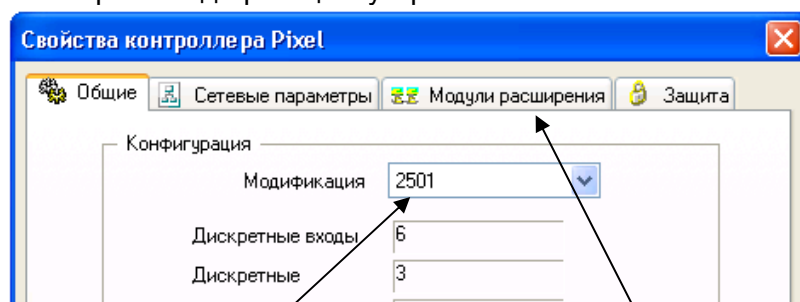 Свойства контроллера Pixel
Общие Сетевые параметры Модули расширения Защита
Конфигурация
Модификация 2501
Дискретные входы 6
Дискретные 3